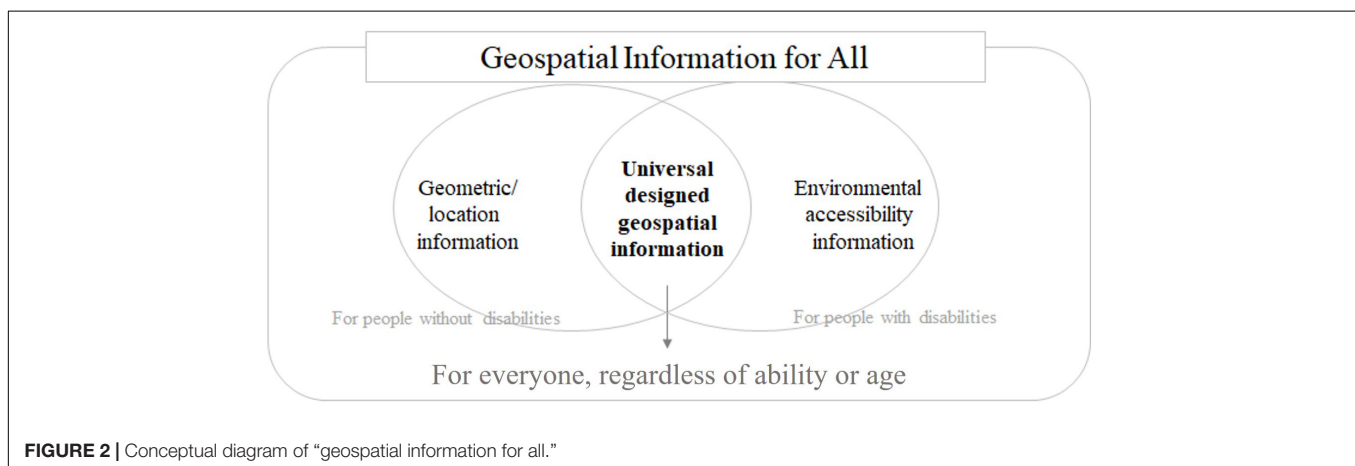 Geospatial Information for All
Geometric/
location
information
Universal
designed
geospatial
information
Environmental
accessibility
information
For people without disabilities
For people with disabilities
For everyone, regardless of ability or age
FIGURE 2 | Conceptual diagram of “geospatial information for all.”